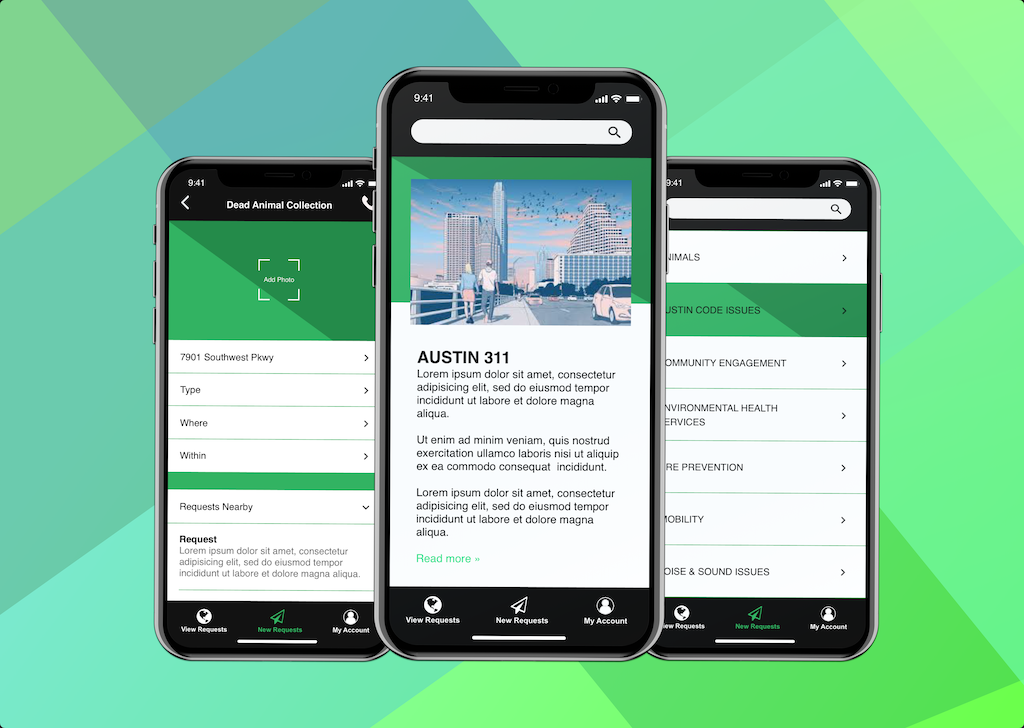 9:41
Dead Animal Collection
Add Photo
7901 Southwest Pkwy
Type
Where
Within
Requests Nearby
Request
Lorem ipsum dolor sit amet, consectetur
adipisicing elit, sed do eiusmod tempor
incididunt ut labore et dolore magna aliqua.
View Requests
New Requests
My Account
9:41
AUSTIN 311
Lorem ipsum dolor sit amet, consectetur
adipisicing elit, sed do eiusmod tempor
incididunt ut labore et dolore magna
aliqua.
Ut enim ad minim veniam, quis nostrud
exercitation ullamco laboris nisi ut aliquip
ex ea commodo consequat incididunt.
Lorem ipsum dolor sit amet, consectetur
adipisicing elit, sed do eiusmod tempor
incididunt ut labore et dolore magna
aliqua.
Read more »
View Requests
New Requests
My Account
9:41
NIMALS
USTIN CODE ISSUES
OMMUNITY ENGAGEMENT
NVIRONMENTAL HEALTH
ERVICES
RE PREVENTION
MOBILITY
OISE & SOUND ISSUES
ew Requests
New Requests
My Account